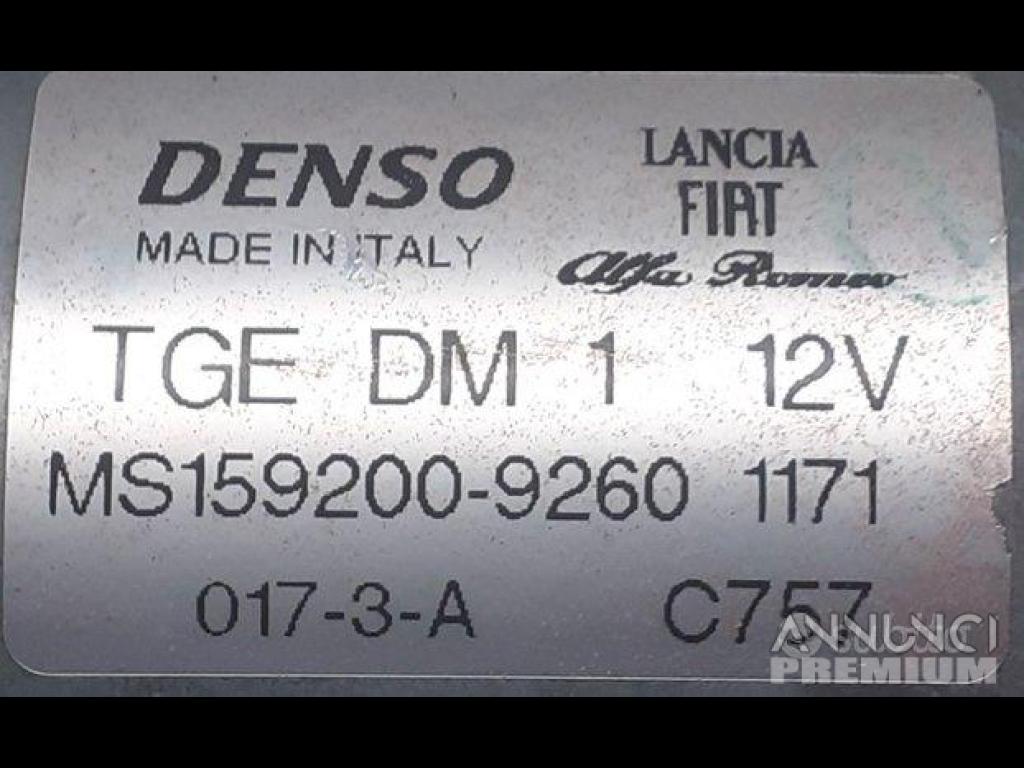 DENSO
MADE IN ITALY
LANCIA
FIAT
Alfa Romeo
TGE DM 1 12V
MS159200-9260 1171
017-3-A C757
ANNUNCI
PREMIUM